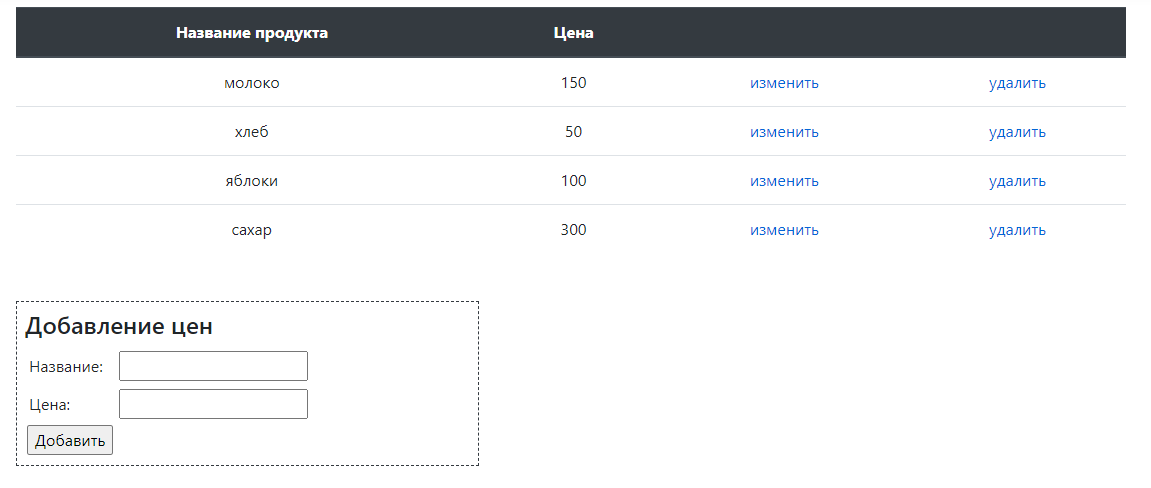 Название продукта Цена
молоко 150 изменить удалить
хлеб 50 изменить удалить
яблоки 100 изменить удалить
сахар 300 изменить удалить
Добавление цен
Название:
Цена:
Добавить